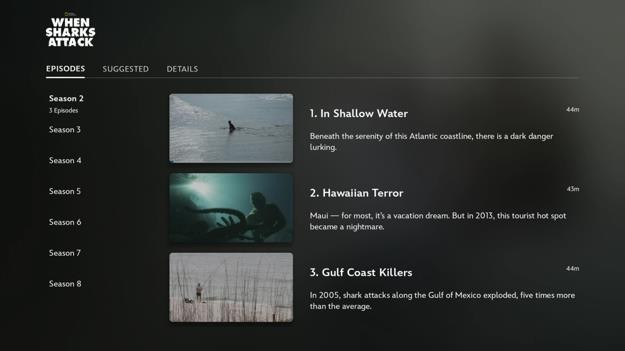 WHEN
SHARKS
ATTACK
EPISODES
SUGGESTED
DETAILS
Season 2
3 Episodes
Season 3
Season 4
Season 5
Season 6
Season 7
Season 8
1. In Shallow Water
44m
Beneath the serenity of this Atlantic coastline, there is a dark danger
lurking.
2. Hawaiian Terror
43m
Maui — for most, it's a vacation dream. But in 2013, this tourist hot spot
became a nightmare.
3. Gulf Coast Killers
44m
In 2005, shark attacks along the Gulf of Mexico exploded, five times more
than the average.